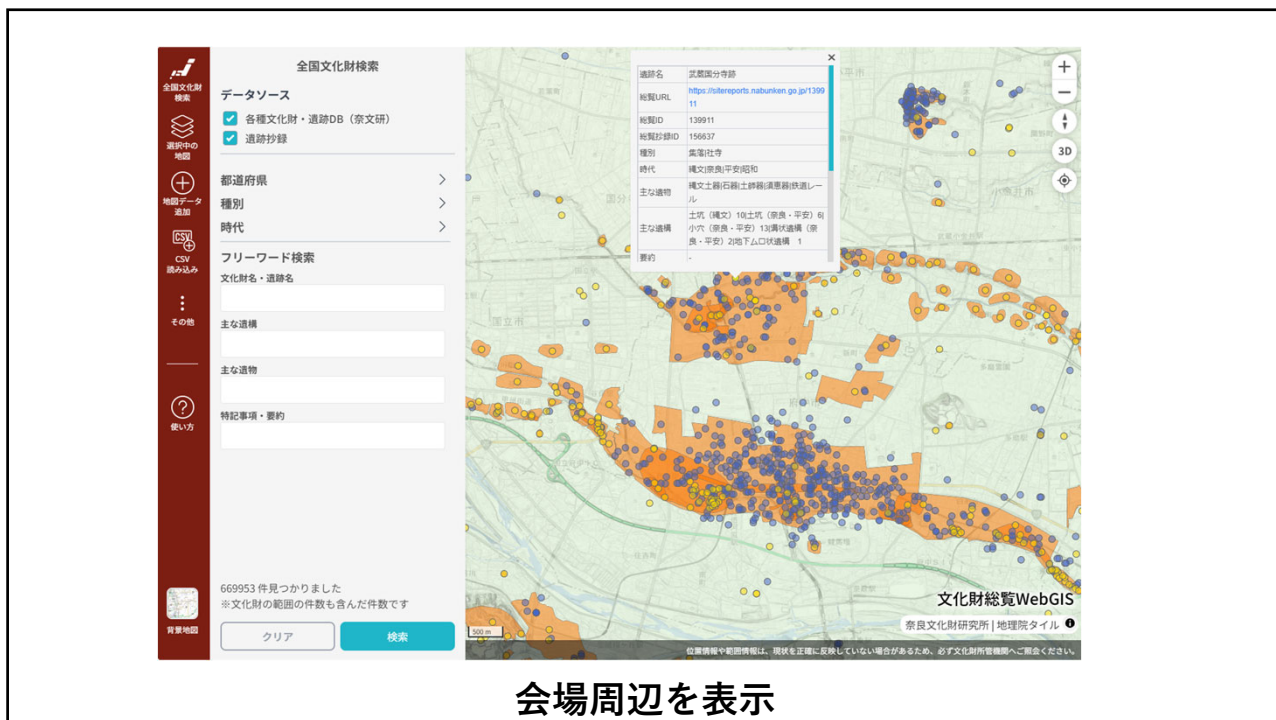 全国文化財
検索
選択中の
地図
地図データ
追加
CSV
CSV
読み込み
その他
使い方
背景地図
全国文化財検索
データソース
各種文化財・遺跡DB（奈文研）
遺跡抄録
都道府県
種別
時代
フリーワード検索
文化財名・遺跡名
主な遺構
主な遺物
特記事項・要約
669953 件見つかりました
※文化財の範囲の件数も含んだ件数です
クリア
検索
遺跡名 武蔵国分寺跡
総覧URL https://sitereports.nabunken.go.jp/1399
11
総覧ID 139911
総覧抄録ID 156637
種別 集落|社寺
時代 縄文|奈良|平安|昭和
主な遺物 縄文土器|石器|土師器|須恵器|鉄道レー
ル
主な遺構 土坑（縄文）10|土坑（奈良・平安）6|
小穴（奈良・平安）13|溝状遺構（奈
良・平安）2|地下ムロ状遺構 1
要約 -
3D
国立市
500 m
文化財総覧WebGIS
奈良文化財研究所 | 地理院タイル
位置情報や範囲情報は、現状を正確に反映していない場合があるため、必ず文化財所管機関へご照会ください。
会場周辺を表示